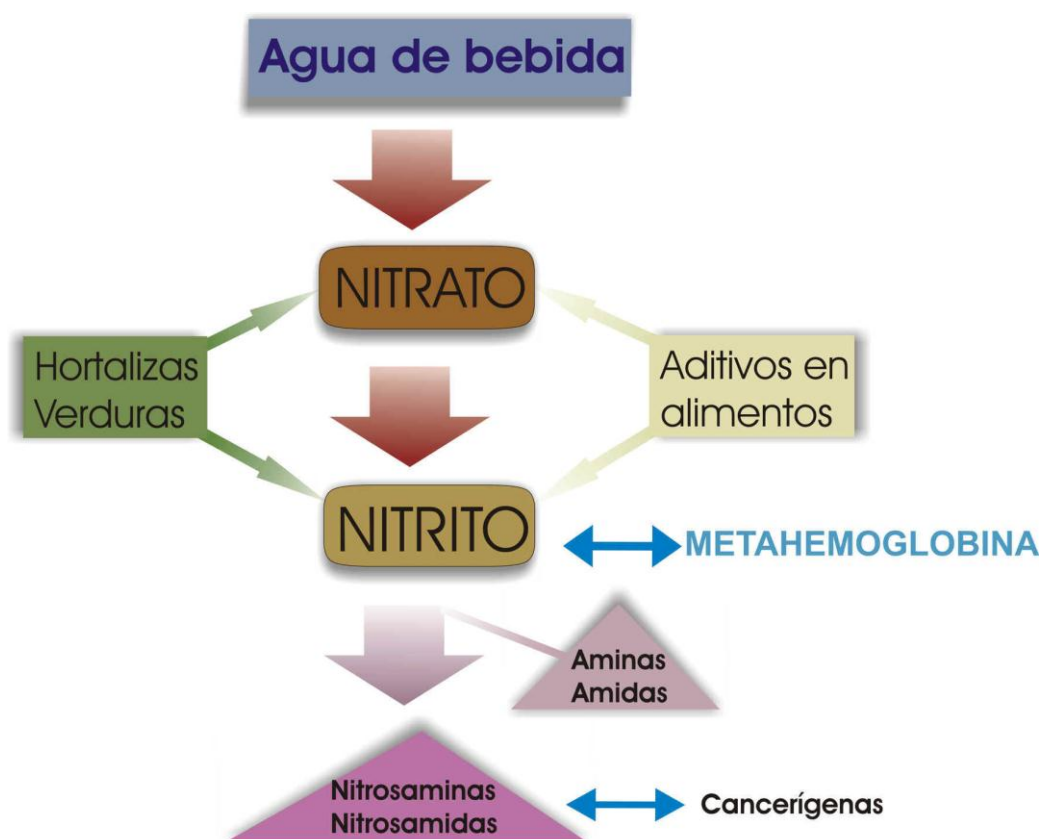 Agua de bebida
NITRATO
Hortalizas
Verduras
Aditivos en
alimentos
NITRITO
METAHEMOGLOBINA
Aminas
Amidas
Nitrosaminas
Nitrosamidas
Cancerígenas